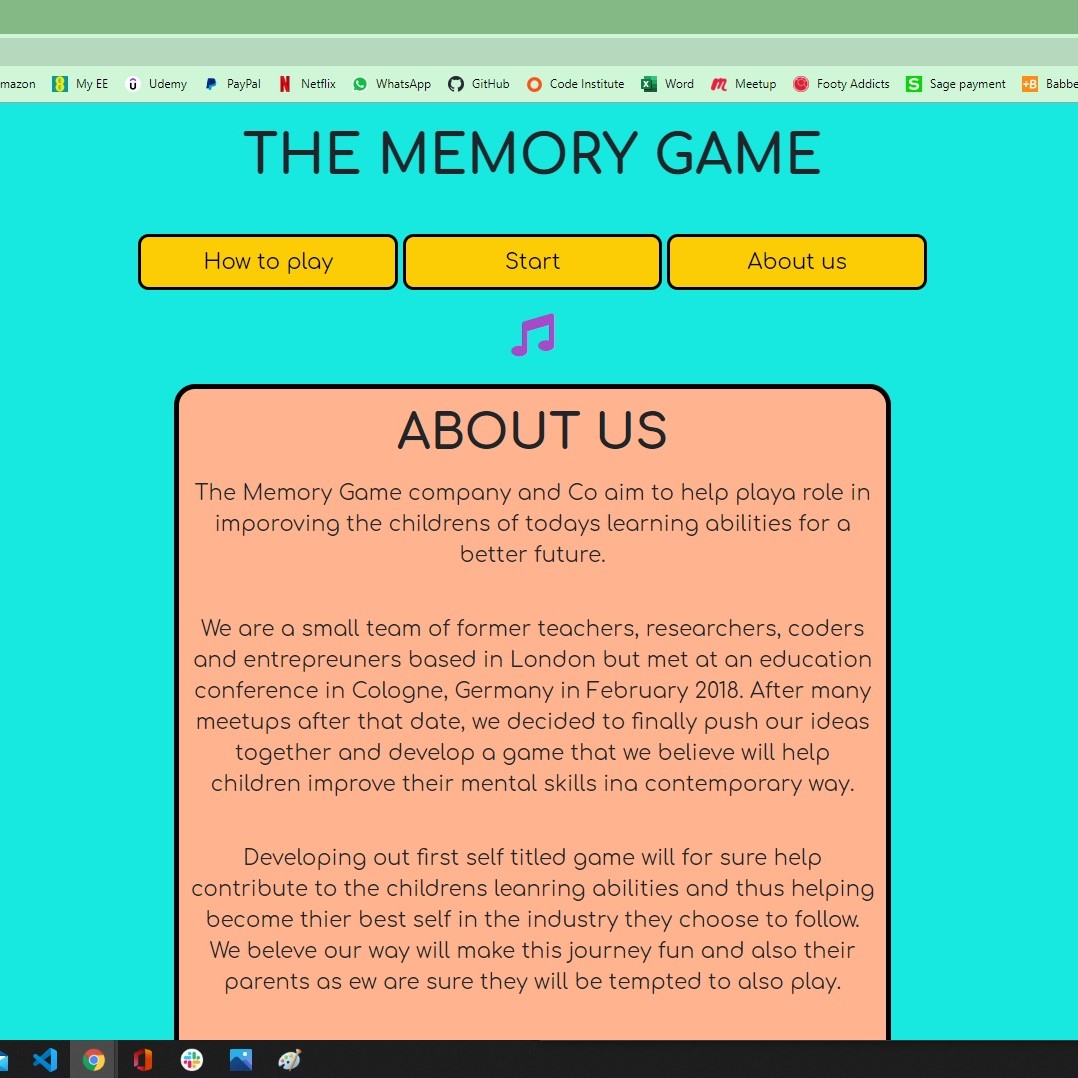 mazon My EE Udemy PayPal Netflix WhatsApp GitHub Code Institute Word Meetup Footy Addicts Sage payment Babbe
THE MEMORY GAME
How to play Start About us
ABOUT US
The Memory Game company and Co aim to help playa role in
imporoving the childrens of todays learning abilities for a
better future.
We are a small team of former teachers, researchers, coders
and entrepreuners based in London but met at an education
conference in Cologne, Germany in February 2018. After many
meetups after that date, we decided to finally push our ideas
together and develop a game that we believe will help
children improve their mental skills ina contemporary way.
Developing out first self titled game will for sure help
contribute to the childrens leanring abilities and thus helping
become thier best self in the industry they choose to follow.
We beleve our way will make this journey fun and also their
parents as ew are sure they will be tempted to also play.